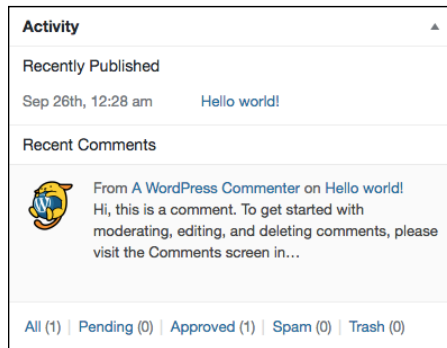 Activity
Recently Published
Sep 26th, 12:28 am Hello world!
Recent Comments
From A WordPress Commenter on Hello world!
Hi, this is a comment. To get started with
moderating, editing, and deleting comments, please
visit the Comments screen in…
All (1) | Pending (0) | Approved (1) | Spam (0) | Trash (0)